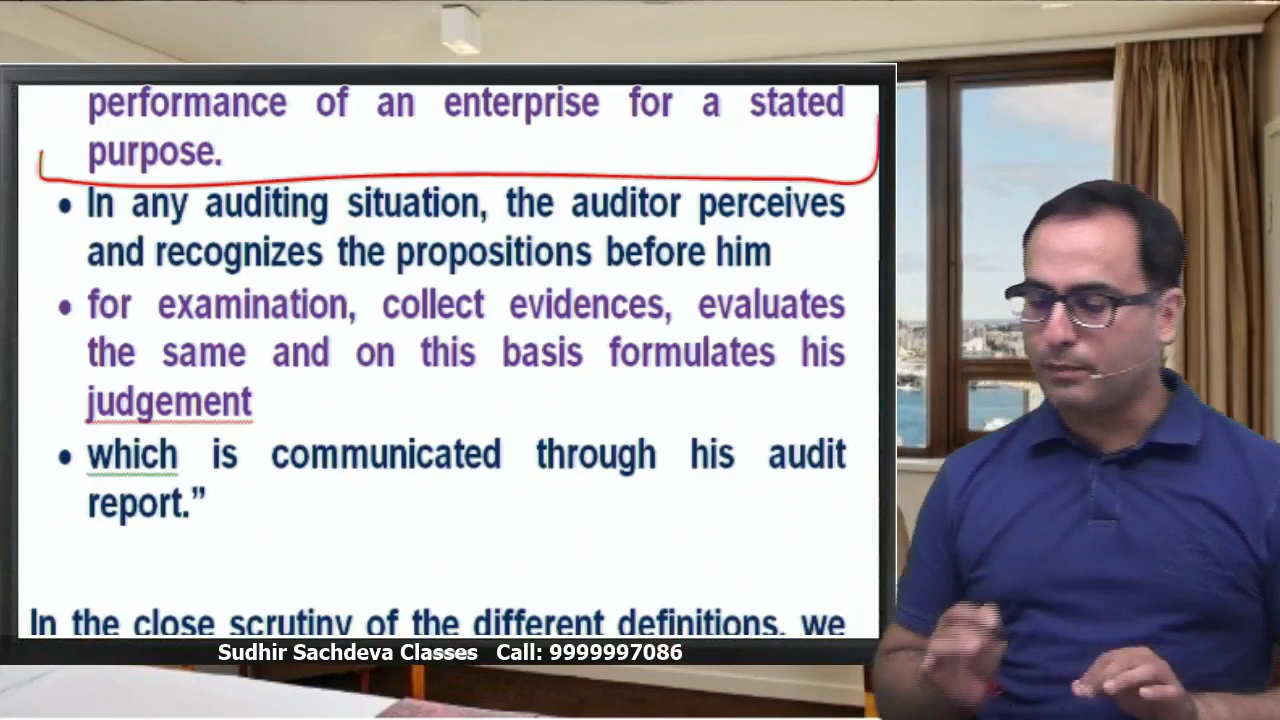 performance of an enterprise for a stated
purpose.
• In any auditing situation, the auditor perceives
and recognizes the propositions before him
• for examination, collect evidences, evaluates
the same and on this basis formulates his
judgement
• which is communicated through his audit
report.”
In the close scrutiny of the different definitions, we
Sudhir Sachdeva Classes Call: 9999997086